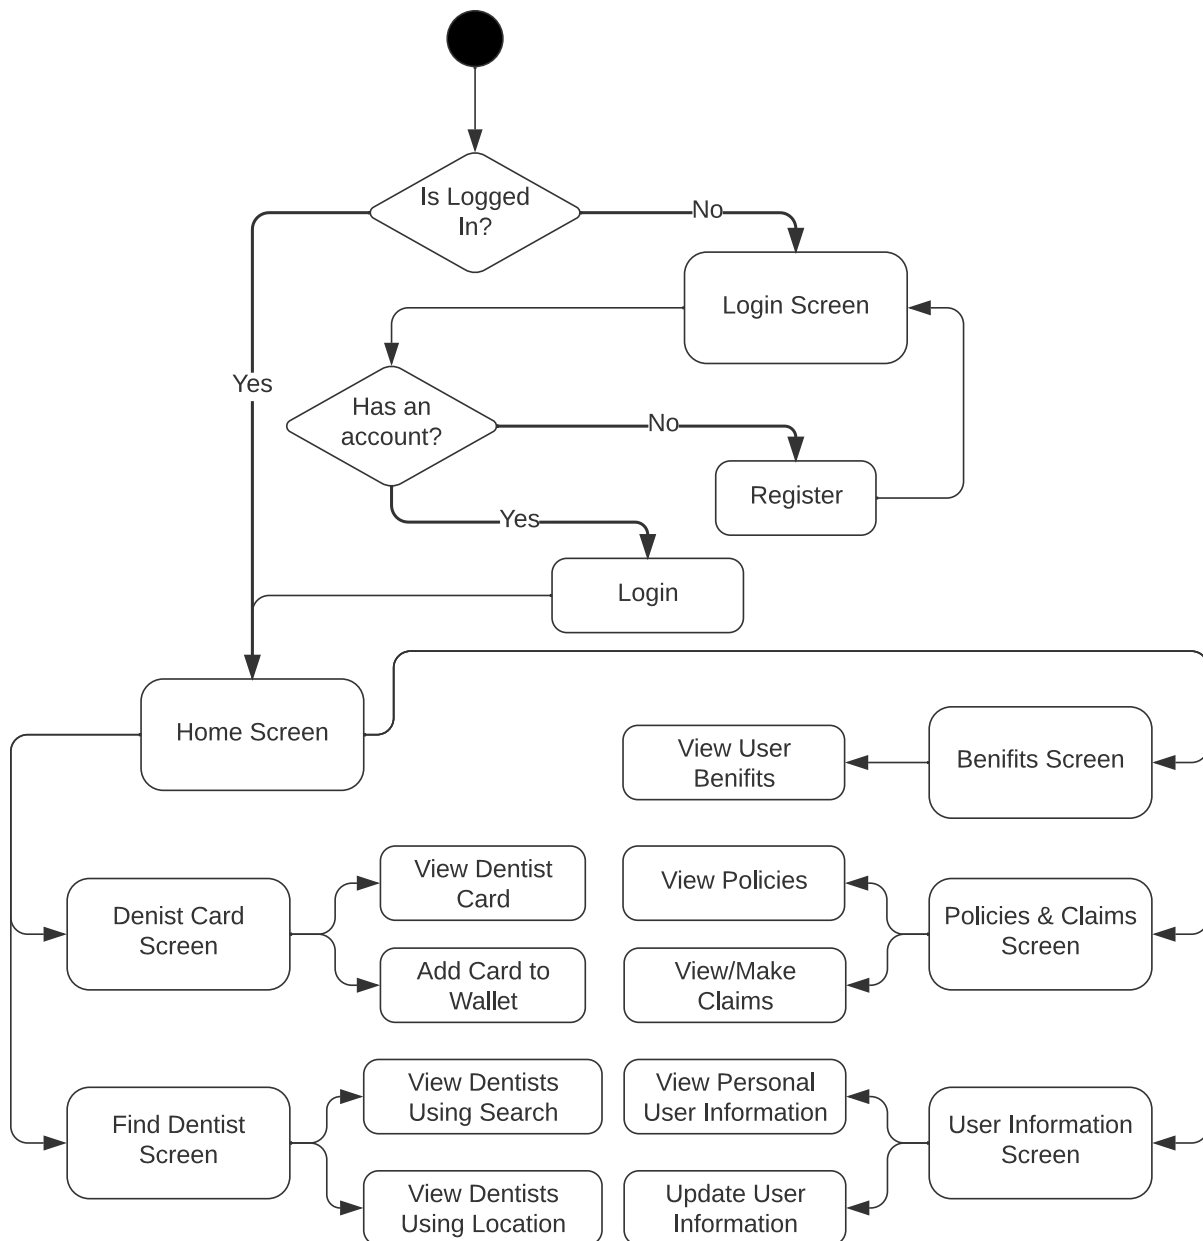 Is Logged
In?
No
Login Screen
Yes
Has an
account?
No
Register
Yes
Login
Home Screen
View User
Benifits
Benifits Screen
View Dentist
Card
View Policies
Denist Card
Screen
Policies & Claims
Screen
Add Card to
Wallet
View/Make
Claims
View Dentists
Using Search
View Personal
User Information
Find Dentist
Screen
User Information
Screen
View Dentists
Using Location
Update User
Information